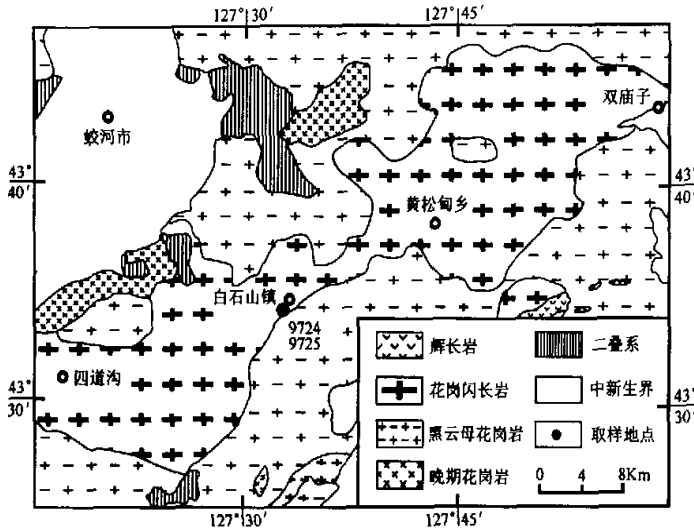 127°30′
127°45′
双庙子
蛟河市
43°
40′
43°
40′
黄松甸乡
白石山镇
9724
9725
四道沟
43°
30′
43°
30′
辉长岩
二叠系
花岗闪长岩
中新生界
黑云母花岗岩
取样地点
晚期花岗岩
0 4 8Km
127°30′
127°45′